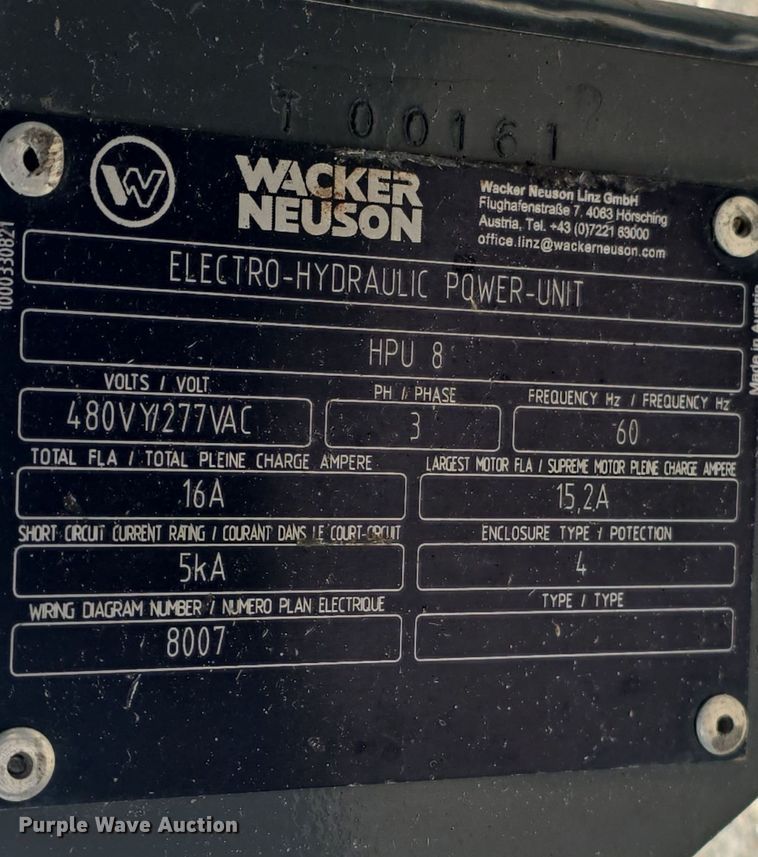 T 00161
W
WACKER
NEUSON
Wacker Neuson Linz GmbH
Flughafenstraße 7, 4063 Hörsching
Austria, Tel. +43 (0)7221 63000
office.linz@wackerneuson.com
1000330821
ELECTRO-HYDRAULIC POWER-UNIT
HPU 8
Made in Austria
VOLTS / VOLT
480VY/277VAC
PH / PHASE
3
FREQUENCY Hz / FREQUENCY Hz
60
TOTAL FLA / TOTAL PLEINE CHARGE AMPERE
16A
LARGEST MOTOR FLA / SUPREME MOTOR PLEINE CHARGE AMPERE
15,2A
SHORT CIRCUIT CURRENT RATING / COURANT DANS LE COURT-CIRCUIT
5kA
ENCLOSURE TYPE / POTECTION
4
WIRING DIAGRAM NUMBER / NUMERO PLAN ELECTRIQUE
8007
TYPE / TYPE
Purple Wave Auction